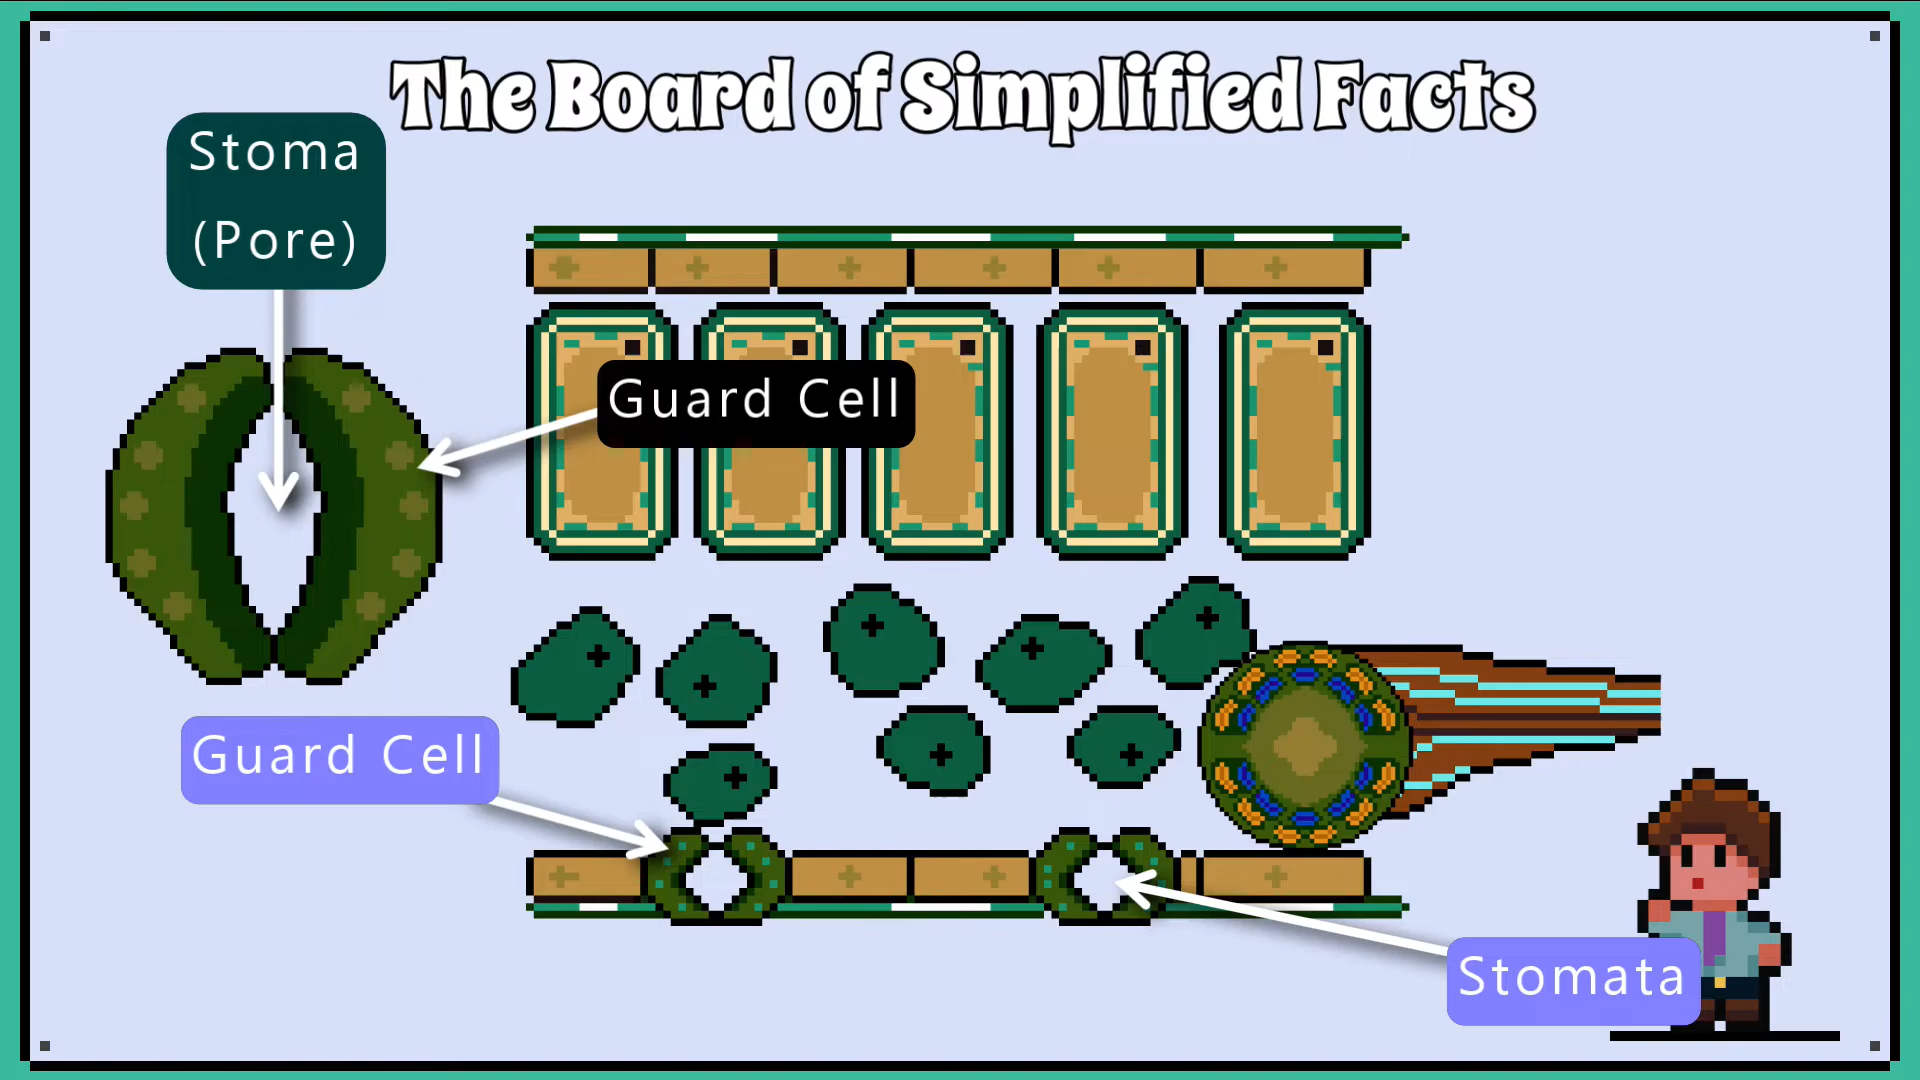 The Board of Simplified Facts
Stoma
(Pore)
Guard Cell
Guard Cell
Stomata